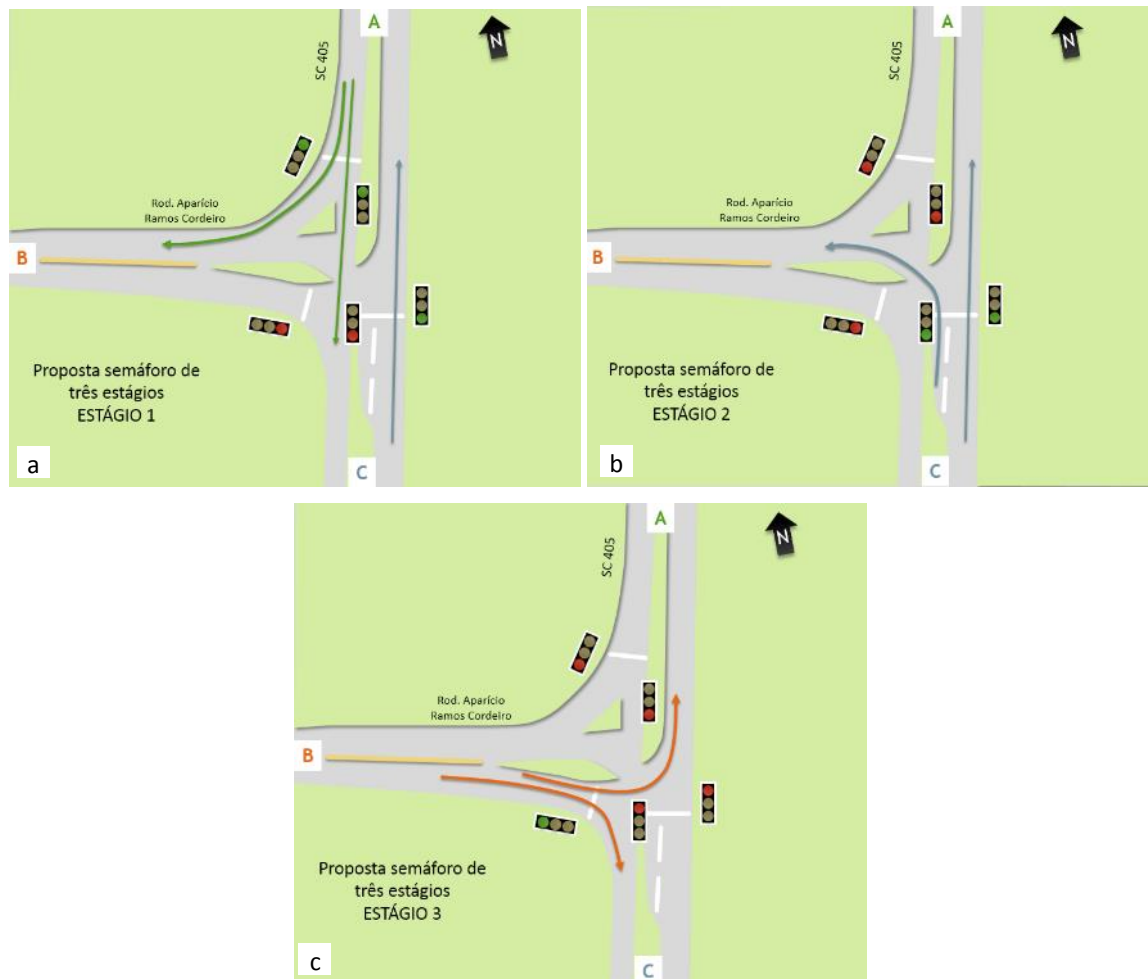 A
N
SC 405
Rod. Aparício
Ramos Cordeiro
B
Proposta semáforo de
três estágios
ESTÁGIO 1
C
a
A
N
SC 405
Rod. Aparício
Ramos Cordeiro
B
Proposta semáforo de
três estágios
ESTÁGIO 2
C
b
A
N
SC 405
Rod. Aparício
Ramos Cordeiro
B
Proposta semáforo de
três estágios
ESTÁGIO 3
C
c